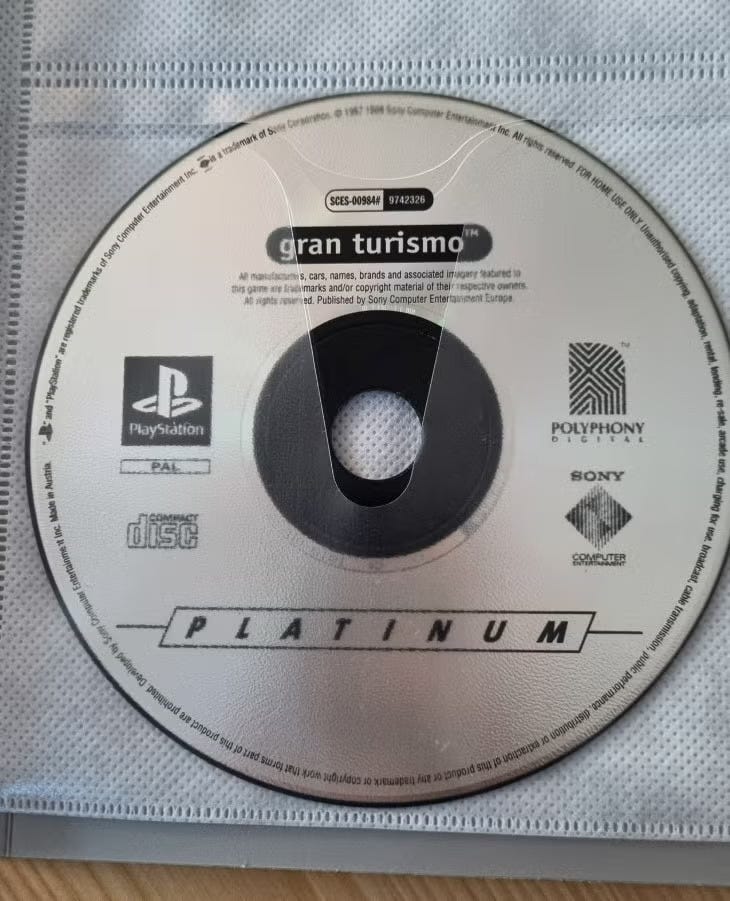 SCES-00984# 9742326
gran turismo™
All manufacturers, cars, names, brands and associated imagery featured in
this game are trademarks and/or copyright material of their respective owners.
All rights reserved. Published by Sony Computer Entertainment Europe.
PlayStation
PAL
COMPACT
disc
TM
POLYPHONY
DIGITAL
SONY
COMPUTER
ENTERTAINMENT
PLATINUM
and "PlayStation" are registered trademarks of Sony Computer Entertainment Inc. is a trademark of Sony Corporation. © 1997 1998 Sony Computer Entertainment Inc. All rights reserved. FOR HOME USE ONLY Unauthorised copying, adaptation, rental, lending, re-sale, arcade use, charging for use, broadcast, cable transmission, public performance, distribution or extraction of this product or any trademark or copyright work that forms part of this product are prohibited. Developed by Sony Computer Entertainment Inc. Made in Austria.